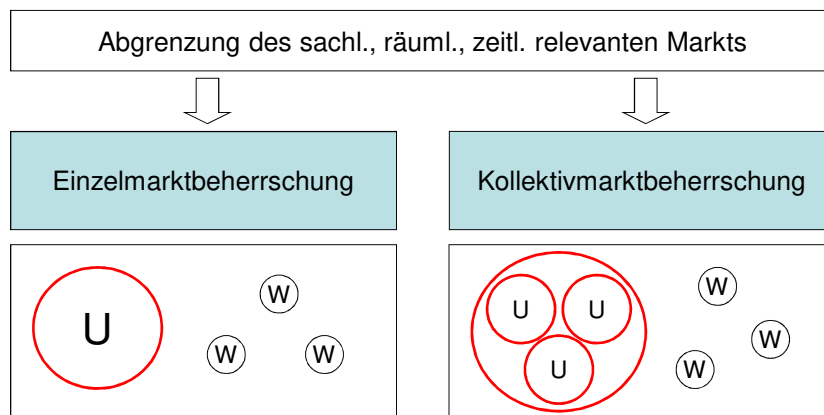 Abgrenzung des sachl., räuml., zeitl. relevanten Markts
Einzelmarktbeherrschung
Kollektivmarktbeherrschung
U
W
W
W
U
U
U
W
W
W